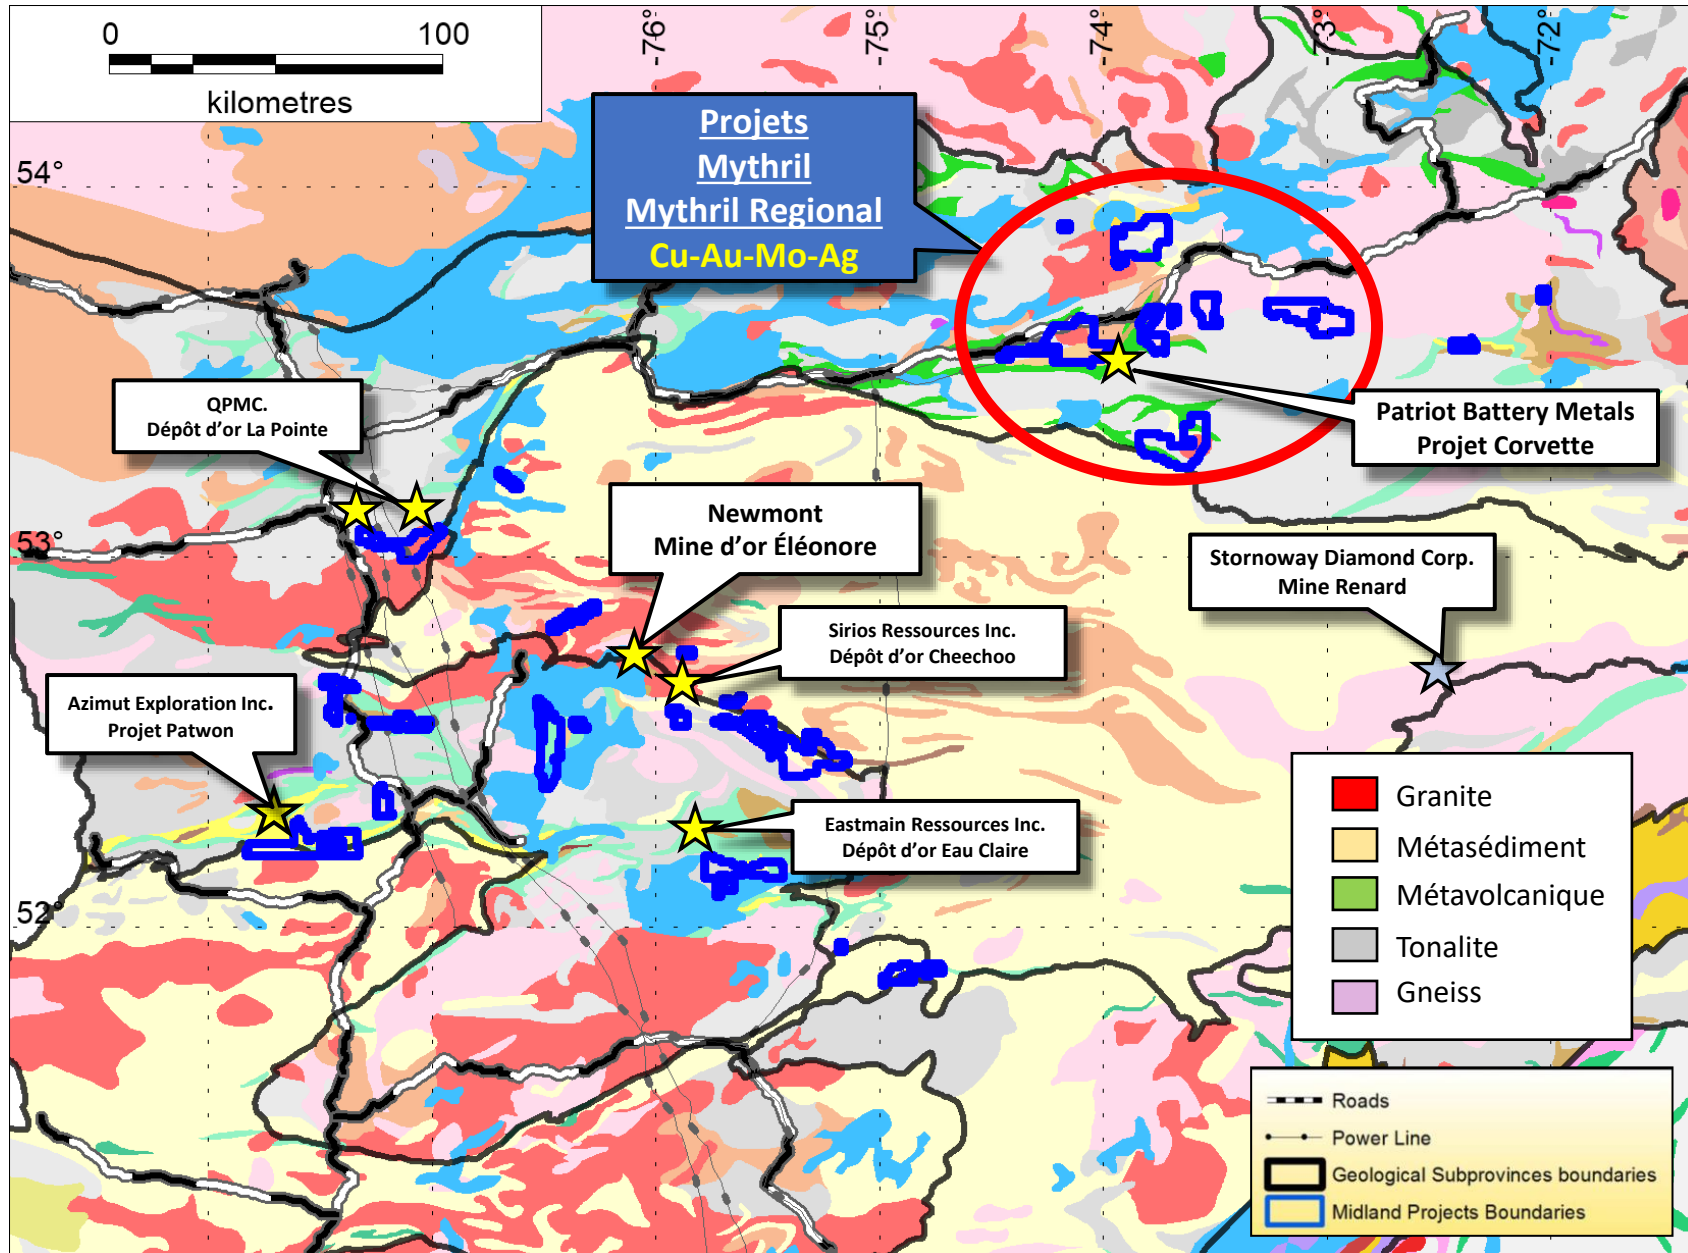 0 100
kilometres
-76°
-75°
-74°
-73°
-72°
54°
53°
52°
Projets
Mythril
Mythril Regional
Cu-Au-Mo-Ag
QPMC.
Dépôt d'or La Pointe
Patriot Battery Metals
Projet Corvette
Newmont
Mine d'or Éléonore
Stornoway Diamond Corp.
Mine Renard
Sirios Ressources Inc.
Dépôt d'or Cheechoo
Azimut Exploration Inc.
Projet Patwon
Eastmain Ressources Inc.
Dépôt d'or Eau Claire
Granite
Métasédiment
Métavolcanique
Tonalite
Gneiss
Roads
Power Line
Geological Subprovinces boundaries
Midland Projects Boundaries